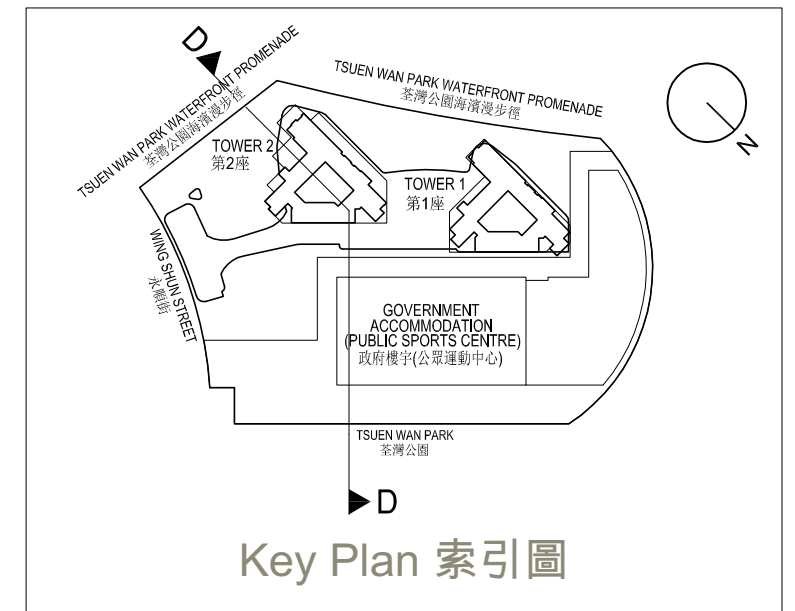 D
TSUEN WAN PARK WATERFRONT PROMENADE
荃灣公園海濱漫步徑
TSUEN WAN PARK WATERFRONT PROMENADE
荃灣公園海濱漫步徑
N
TOWER 2
第2座
TOWER 1
第1座
WING SHUN STREET
永順街
GOVERNMENT
ACCOMMODATION
(PUBLIC SPORTS CENTRE)
政府樓宇(公眾運動中心)
TSUEN WAN PARK
荃灣公園
D
Key Plan 索引圖